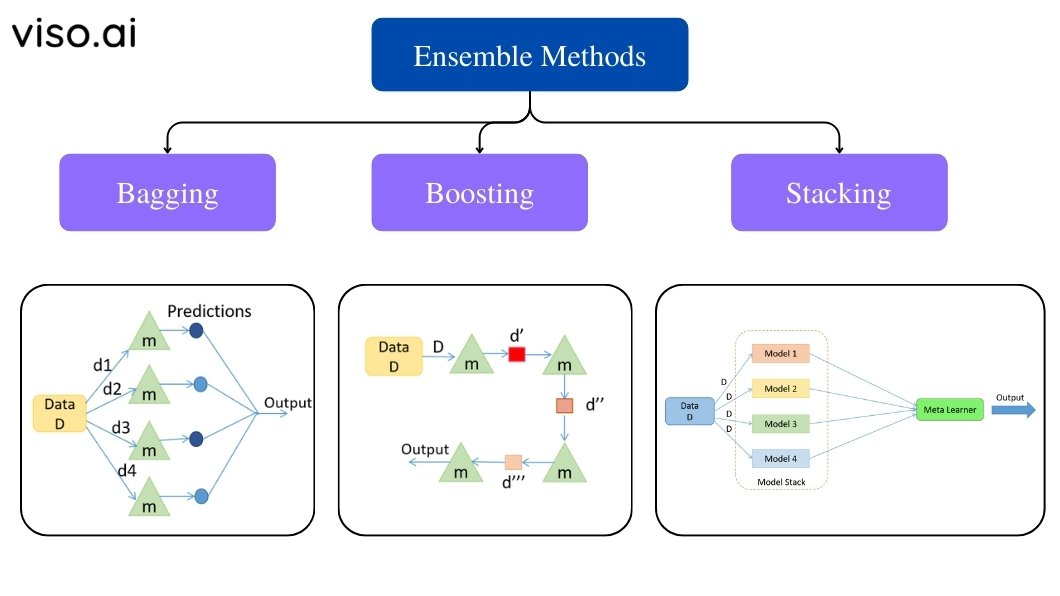 viso.ai
Ensemble Methods
Bagging
Boosting
Stacking
Predictions
m
d1
m
d2
Data
D
Output
d3
m
d4
m
Data
D
D
m
d'
m
d''
Output
m
d'''
m
Data
D
D
D
D
D
Model 1
Model 2
Model 3
Model 4
Model Stack
Meta Learner
Output